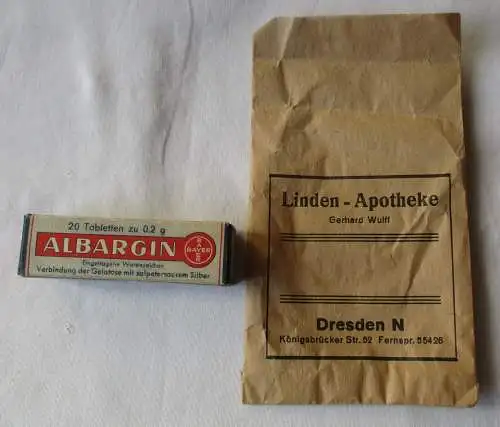 20 Tabletten zu 0.2 g
ALBARGIN
BAYER
BAYER
Eingetragene Warenzeichen
Verbindung der Gelatose mit salpetersaurem Silber
Linden - Apotheke
Gerhard Wulff
Dresden N
Königsbrücker Str. 52 Fernspr. 55426